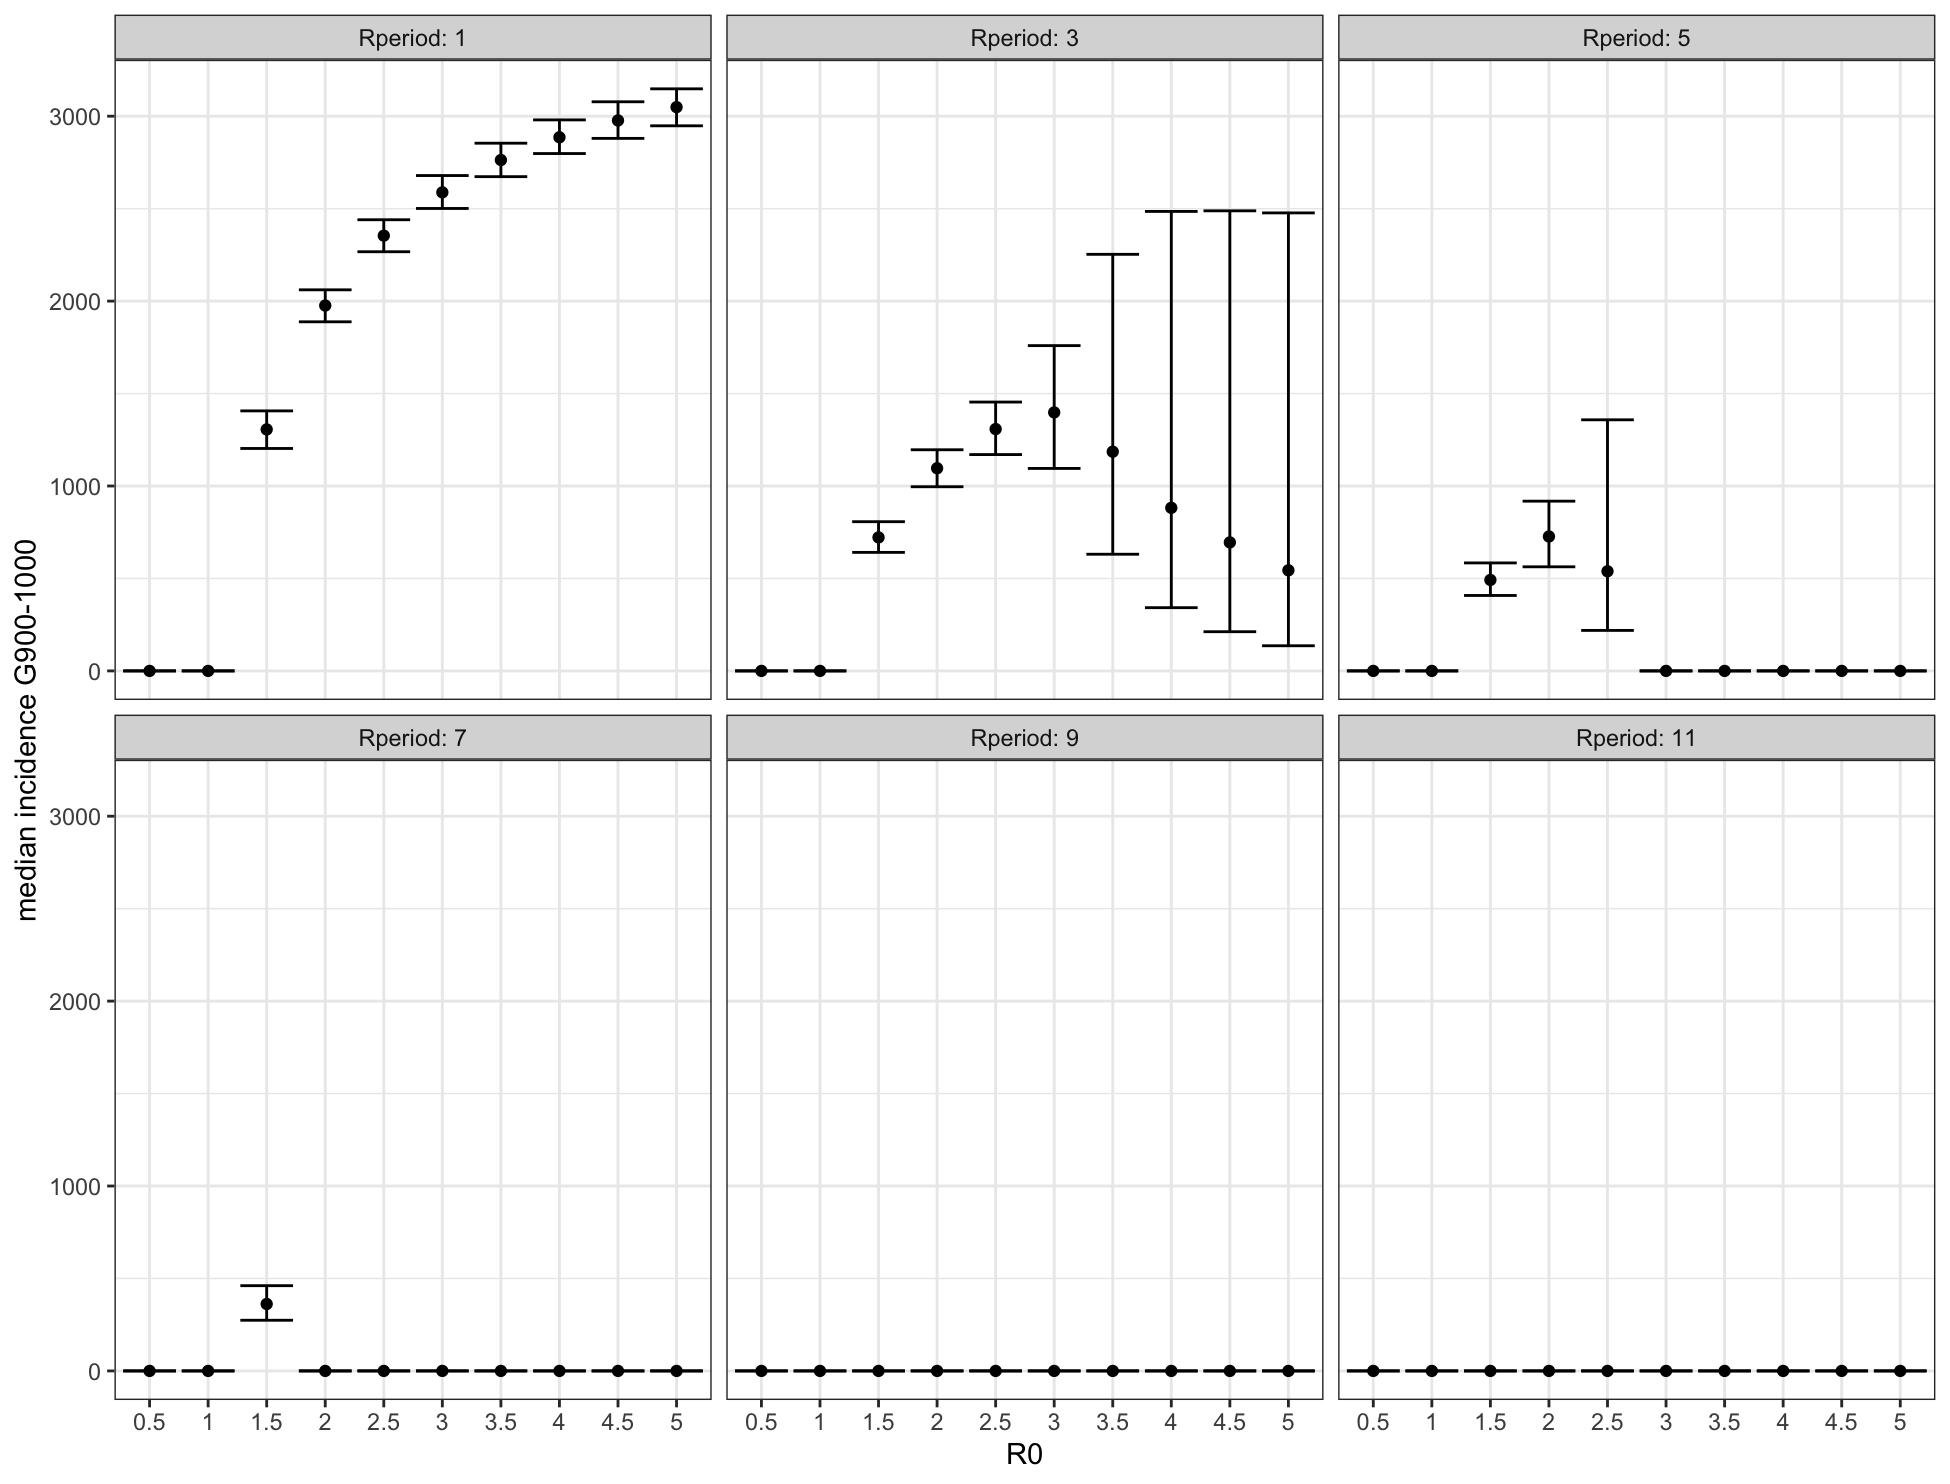 Rperiod: 1
Rperiod: 3
Rperiod: 5
3000
2000
1000
0
Rperiod: 7
Rperiod: 9
Rperiod: 11
3000
2000
1000
0
0.5 1 1.5 2 2.5 3 3.5 4 4.5 5
0.5 1 1.5 2 2.5 3 3.5 4 4.5 5
0.5 1 1.5 2 2.5 3 3.5 4 4.5 5
R0
median incidence G900-1000